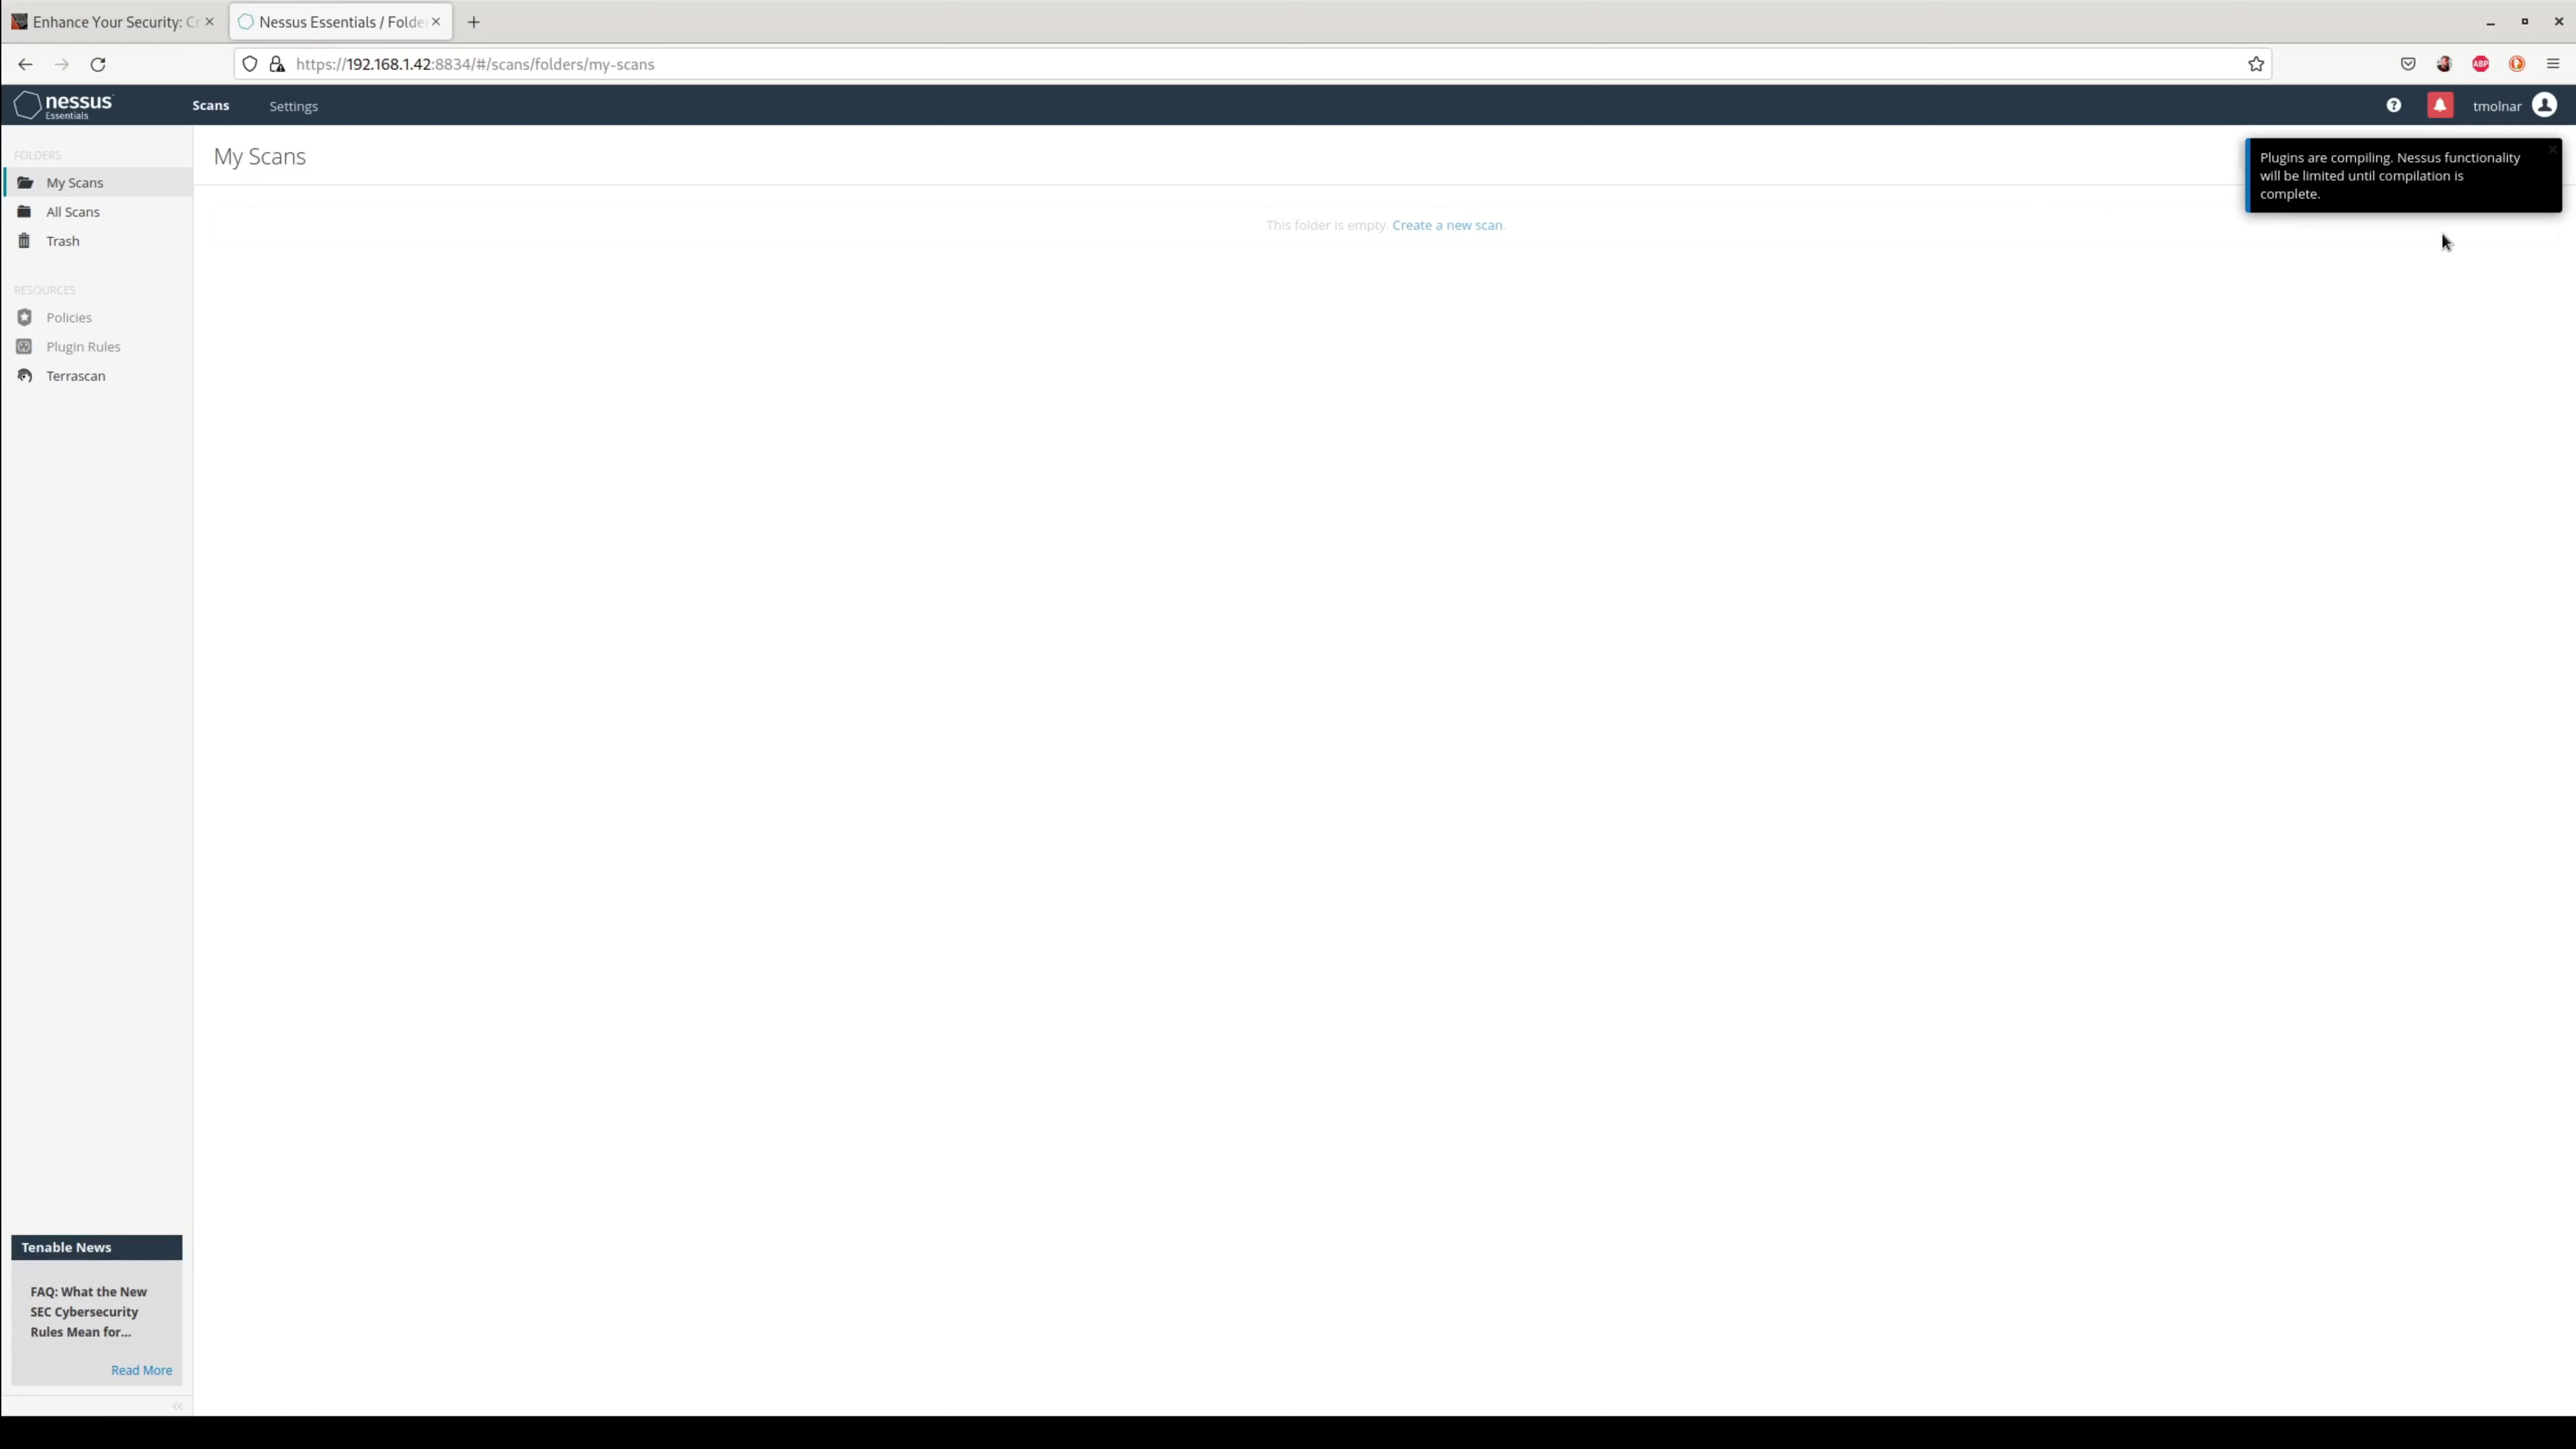 Enhance Your Security: Cr
Nessus Essentials / Folde
https://192.168.1.42:8834/#/scans/folders/my-scans
ABP
nessus
Essentials
Scans
Settings
tmolnar
FOLDERS
My Scans
All Scans
Trash
RESOURCES
Policies
Plugin Rules
Terrascan
My Scans
This folder is empty. Create a new scan.
Plugins are compiling. Nessus functionality
will be limited until compilation is
complete.
Tenable News
FAQ: What the New
SEC Cybersecurity
Rules Mean for...
Read More